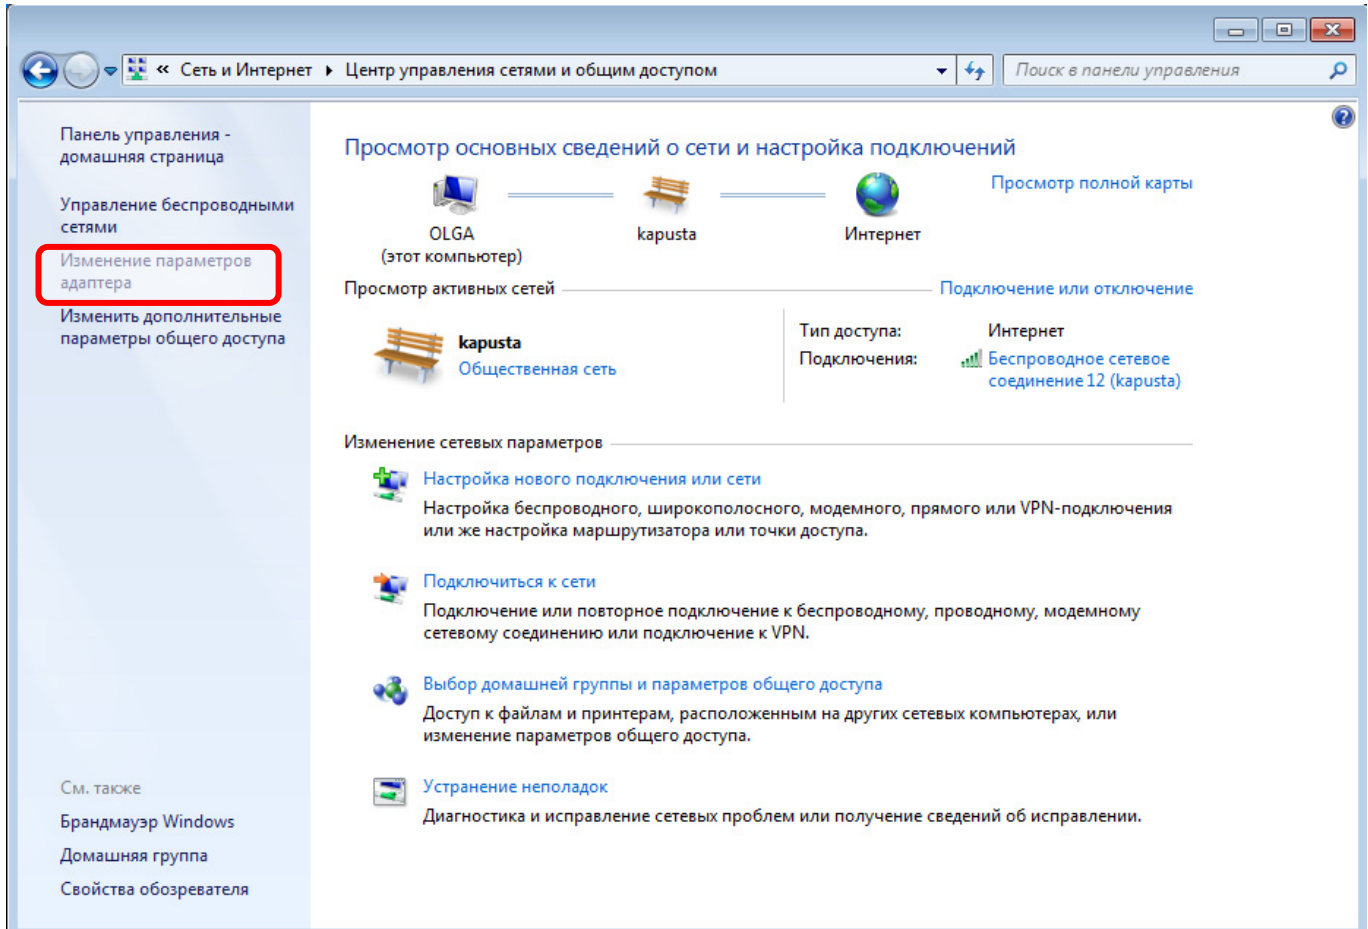 « Сеть и Интернет ▸ Центр управления сетями и общим доступом
Поиск в панели управления
Панель управления -
домашняя страница
Управление беспроводными
сетями
Изменение параметров
адаптера
Изменить дополнительные
параметры общего доступа
См. также
Брандмауэр Windows
Домашняя группа
Свойства обозревателя
Просмотр основных сведений о сети и настройка подключений
Просмотр полной карты
OLGA
(этот компьютер)
kapusta
Интернет
Просмотр активных сетей
Подключение или отключение
kapusta
Общественная сеть
Тип доступа: Интернет
Подключения: Беспроводное сетевое
соединение 12 (kapusta)
Изменение сетевых параметров
Настройка нового подключения или сети
Настройка беспроводного, широкополосного, модемного, прямого или VPN-подключения
или же настройка маршрутизатора или точки доступа.
Подключиться к сети
Подключение или повторное подключение к беспроводному, проводному, модемному
сетевому соединению или подключение к VPN.
Выбор домашней группы и параметров общего доступа
Доступ к файлам и принтерам, расположенным на других сетевых компьютерах, или
изменение параметров общего доступа.
Устранение неполадок
Диагностика и исправление сетевых проблем или получение сведений об исправлении.